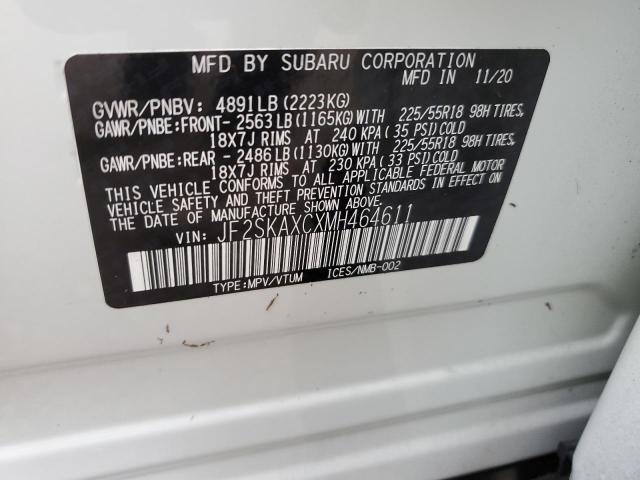 MFD BY SUBARU CORPORATION
MFD IN 11/20
GVWR/PNBV: 4891LB(2223KG)
GAWR/PNBE:FRONT- 2563LB(1165KG)WITH 225/55R18 98H TIRES,
18X7J RIMS AT 240 KPA(35 PSI)COLD
GAWR/PNBE:REAR - 2486LB(1130KG)WITH 225/55R18 98H TIRES,
18X7J RIMS AT 230 KPA(33 PSI)COLD
THIS VEHICLE CONFORMS TO ALL APPLICABLE FEDERAL MOTOR
VEHICLE SAFETY AND THEFT PREVENTION STANDARDS IN EFFECT ON
THE DATE OF MANUFACTURE SHOWN ABOVE.
VIN: JF2SKAXCXMH464611
TYPE:MPV/VTUM ICES/NMB-002